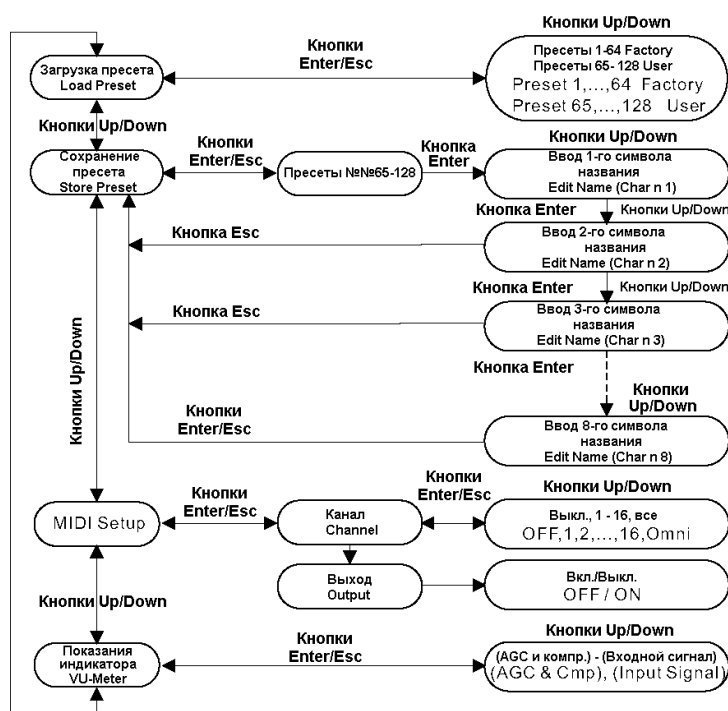 Кнопки Up/Down
Кнопки
Enter/Esc
Загрузка пресета
Load Preset
Пресеты 1-64 Factory
Пресеты 65- 128 User
Preset 1,...,64 Factory
Preset 65,...,128 User
Кнопки Up/Down
Кнопки
Enter/Esc
Кнопка
Enter
Кнопки Up/Down
Сохранение
пресета
Store Preset
Пресеты №№65-128
Ввод 1-го символа
названия
Edit Name (Char n 1)
Кнопка Enter
Кнопки Up/Down
Кнопка Esc
Ввод 2-го символа
названия
Edit Name (Char n 2)
Кнопка Enter
Кнопки Up/Down
Кнопка Esc
Ввод 3-го символа
названия
Edit Name (Char n 3)
Кнопка Enter
Кнопки Up/Down
Кнопки
Up/Down
Кнопки
Enter/Esc
Ввод 8-го символа
названия
Edit Name (Char n 8)
Кнопки
Enter/Esc
Кнопки
Enter/Esc
Кнопки Up/Down
MIDI Setup
Канал
Channel
Выкл., 1 - 16, все
OFF,1,2,...,16,Omni
Выход
Output
Вкл./Выкл.
OFF / ON
Кнопки Up/Down
Кнопки Up/Down
Кнопки
Enter/Esc
Показания
индикатора
VU-Meter
(AGC и компр.) - (Входной сигнал)
(AGC & Cmp), (Input Signal)